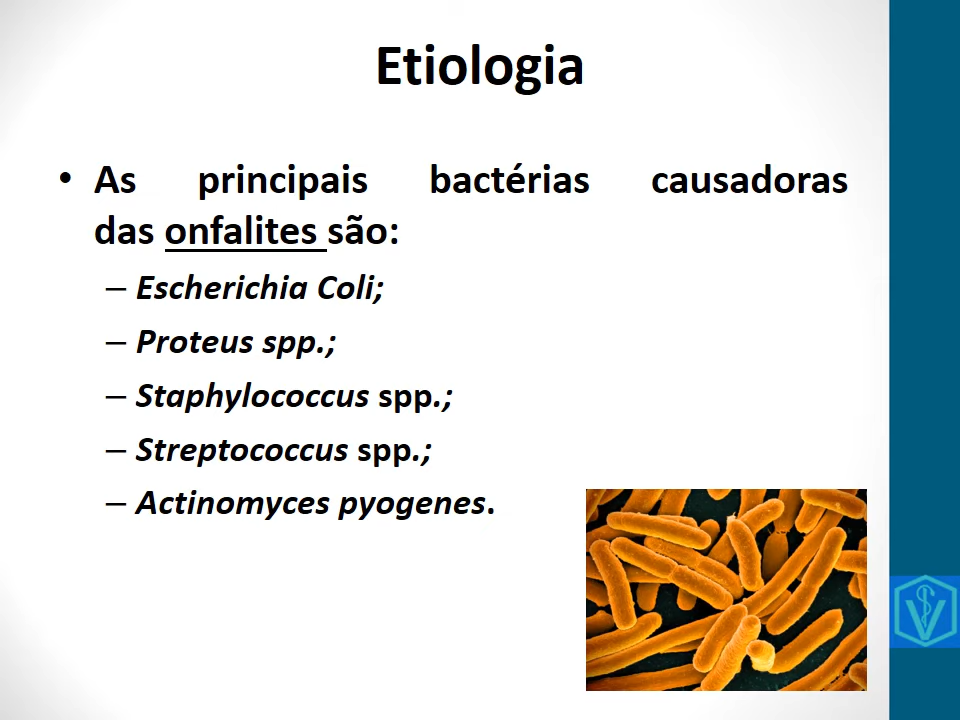 Etiologia
• As principais bactérias causadoras
das onfalites são:
– Escherichia Coli;
– Proteus spp.;
– Staphylococcus spp.;
– Streptococcus spp.;
– Actinomyces pyogenes.
V